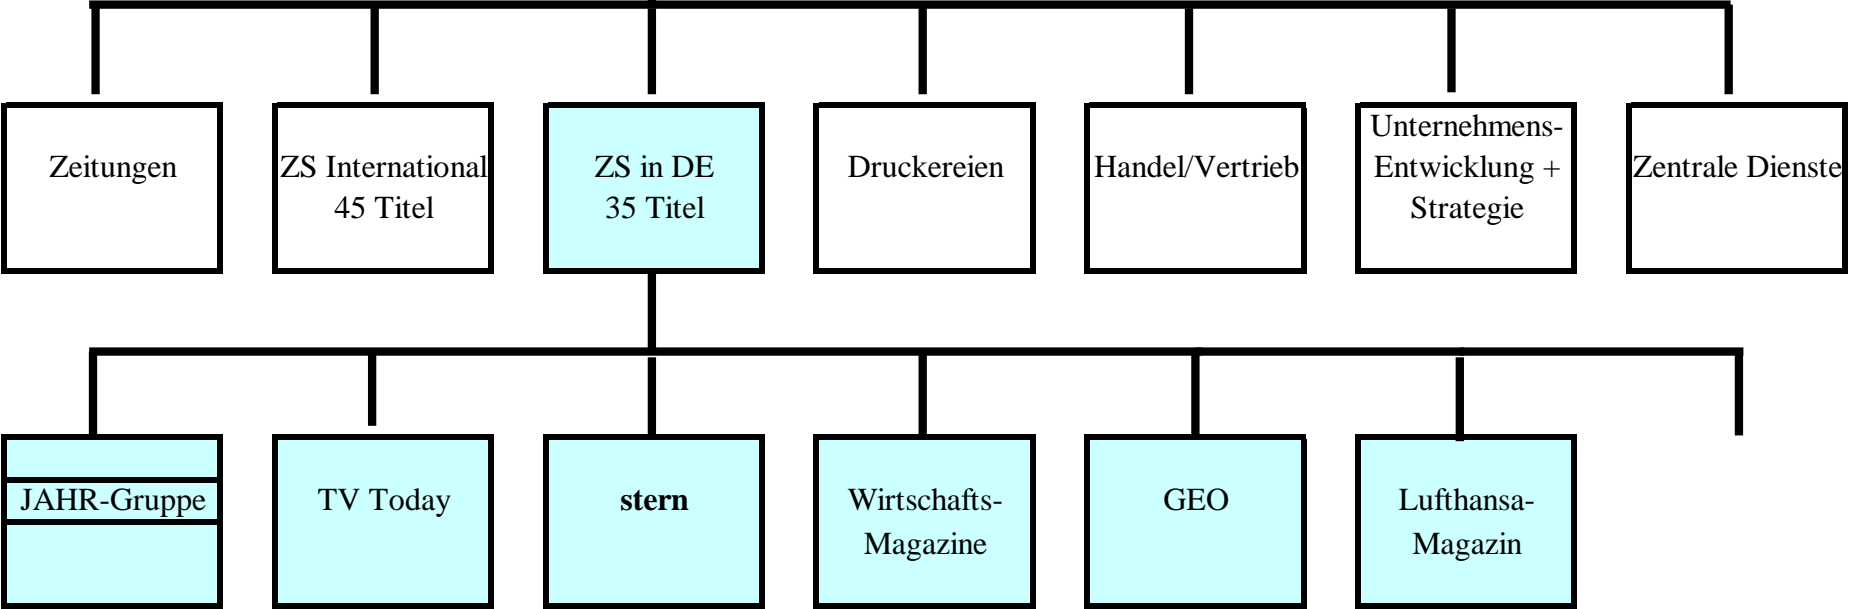 Zeitungen
ZS International
45 Titel
ZS in DE
35 Titel
Druckereien
Handel/Vertrieb
Unternehmens-
Entwicklung +
Strategie
Zentrale Dienste
JAHR-Gruppe
TV Today
stern
Wirtschafts-
Magazine
GEO
Lufthansa-
Magazin